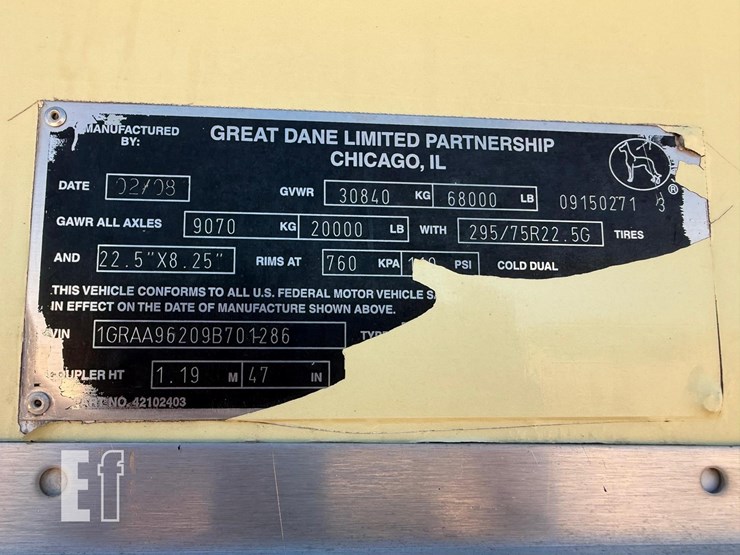 MANUFACTURED BY: GREAT DANE LIMITED PARTNERSHIP
CHICAGO, IL
DATE 02/08 GVWR 30840 KG 68000 LB 09150271
GAWR ALL AXLES 9070 KG 20000 LB WITH 295/75R22.5G TIRES
AND 22.5"X8.25" RIMS AT 760 KPA PSI COLD DUAL
THIS VEHICLE CONFORMS TO ALL U.S. FEDERAL MOTOR VEHICLE
IN EFFECT ON THE DATE OF MANUFACTURE SHOWN ABOVE.
VIN 1GRAA96209B701286
COUPLER HT 1.19 M 47 IN
PART NO. 42102403
Ef